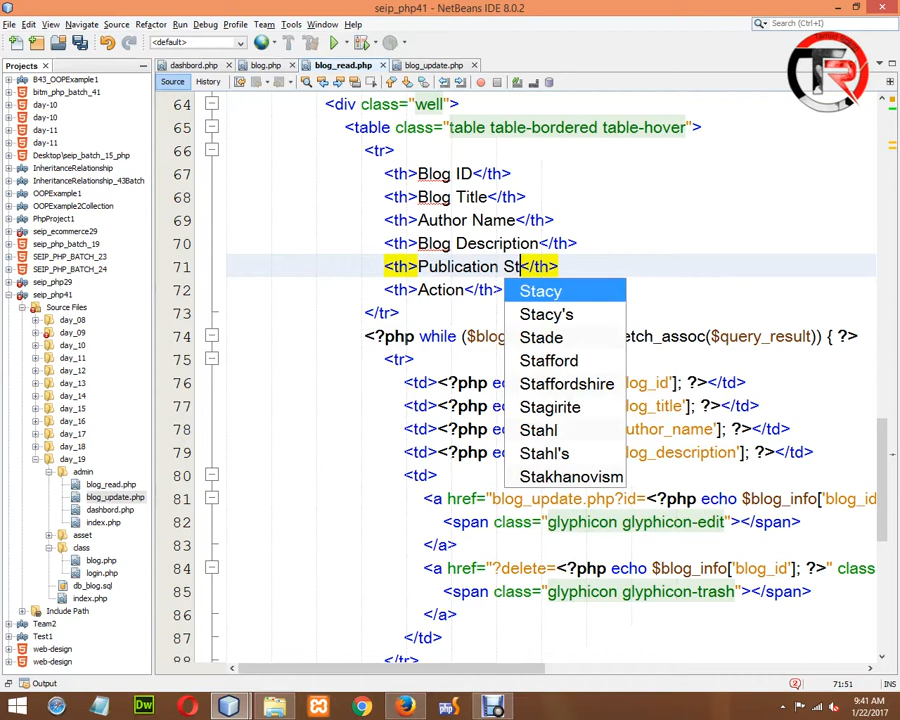 seip_php41 - NetBeans IDE 8.0.2
File Edit View Navigate Source Refactor Run Debug Profile Team Tools Window Help
Search (Ctrl+I)
<default>
Projects
dashbord.php blog.php blog_read.php blog_update.php
Source History
B43_OOPExample1
bitm_php_batch_41
day-10
day-10
day-11
day-11
Desktop\seip_batch_15_php
InheritanceRelationship
InheritanceRelationship_43Batch
OOPExample1
OOPExample2Collection
PhpProject1
seip_ecommerce29
seip_php_batch_19
SEIP_PHP_BATCH_23
SEIP_PHP_BATCH_24
seip_php29
seip_php41
Source Files
day_08
day_09
day_10
day_11
day_12
day_13
day_14
day_15
day_16
day_17
day_18
day_19
admin
blog_read.php
blog_update.php
dashbord.php
index.php
asset
class
blog.php
login.php
db_blog.sql
index.php
Include Path
Team2
Test1
web-design
web-design
64 <div class="well">
65 <table class="table table-bordered table-hover">
66 <tr>
67 <th>Blog ID</th>
68 <th>Blog Title</th>
69 <th>Author Name</th>
70 <th>Blog Description</th>
71 <th>Publication St</th>
72 <th>Action</th>
73 </tr>
74 <?php while ($blog etch_assoc($query_result)) { ?>
75 <tr>
76 <td><?php ec log_id']; ?></td>
77 <td><?php ec log_title']; ?></td>
78 <td><?php ec uthor_name']; ?></td>
79 <td><?php ec log_description']; ?></td>
80 <td>
81 <a href="blog_update.php?id=<?php echo $blog_info['blog_id
82 <span class="glyphicon glyphicon-edit"></span>
83 </a>
84 <a href="?delete=<?php echo $blog_info['blog_id']; ?>" class
85 <span class="glyphicon glyphicon-trash"></span>
86 </a>
87 </td>
88 </tr>
Stacy
Stacy's
Stade
Stafford
Staffordshire
Stagirite
Stahl
Stahl's
Stakhanovism
Output
2
71:51
INS
Dw
9:41 AM
1/22/2017